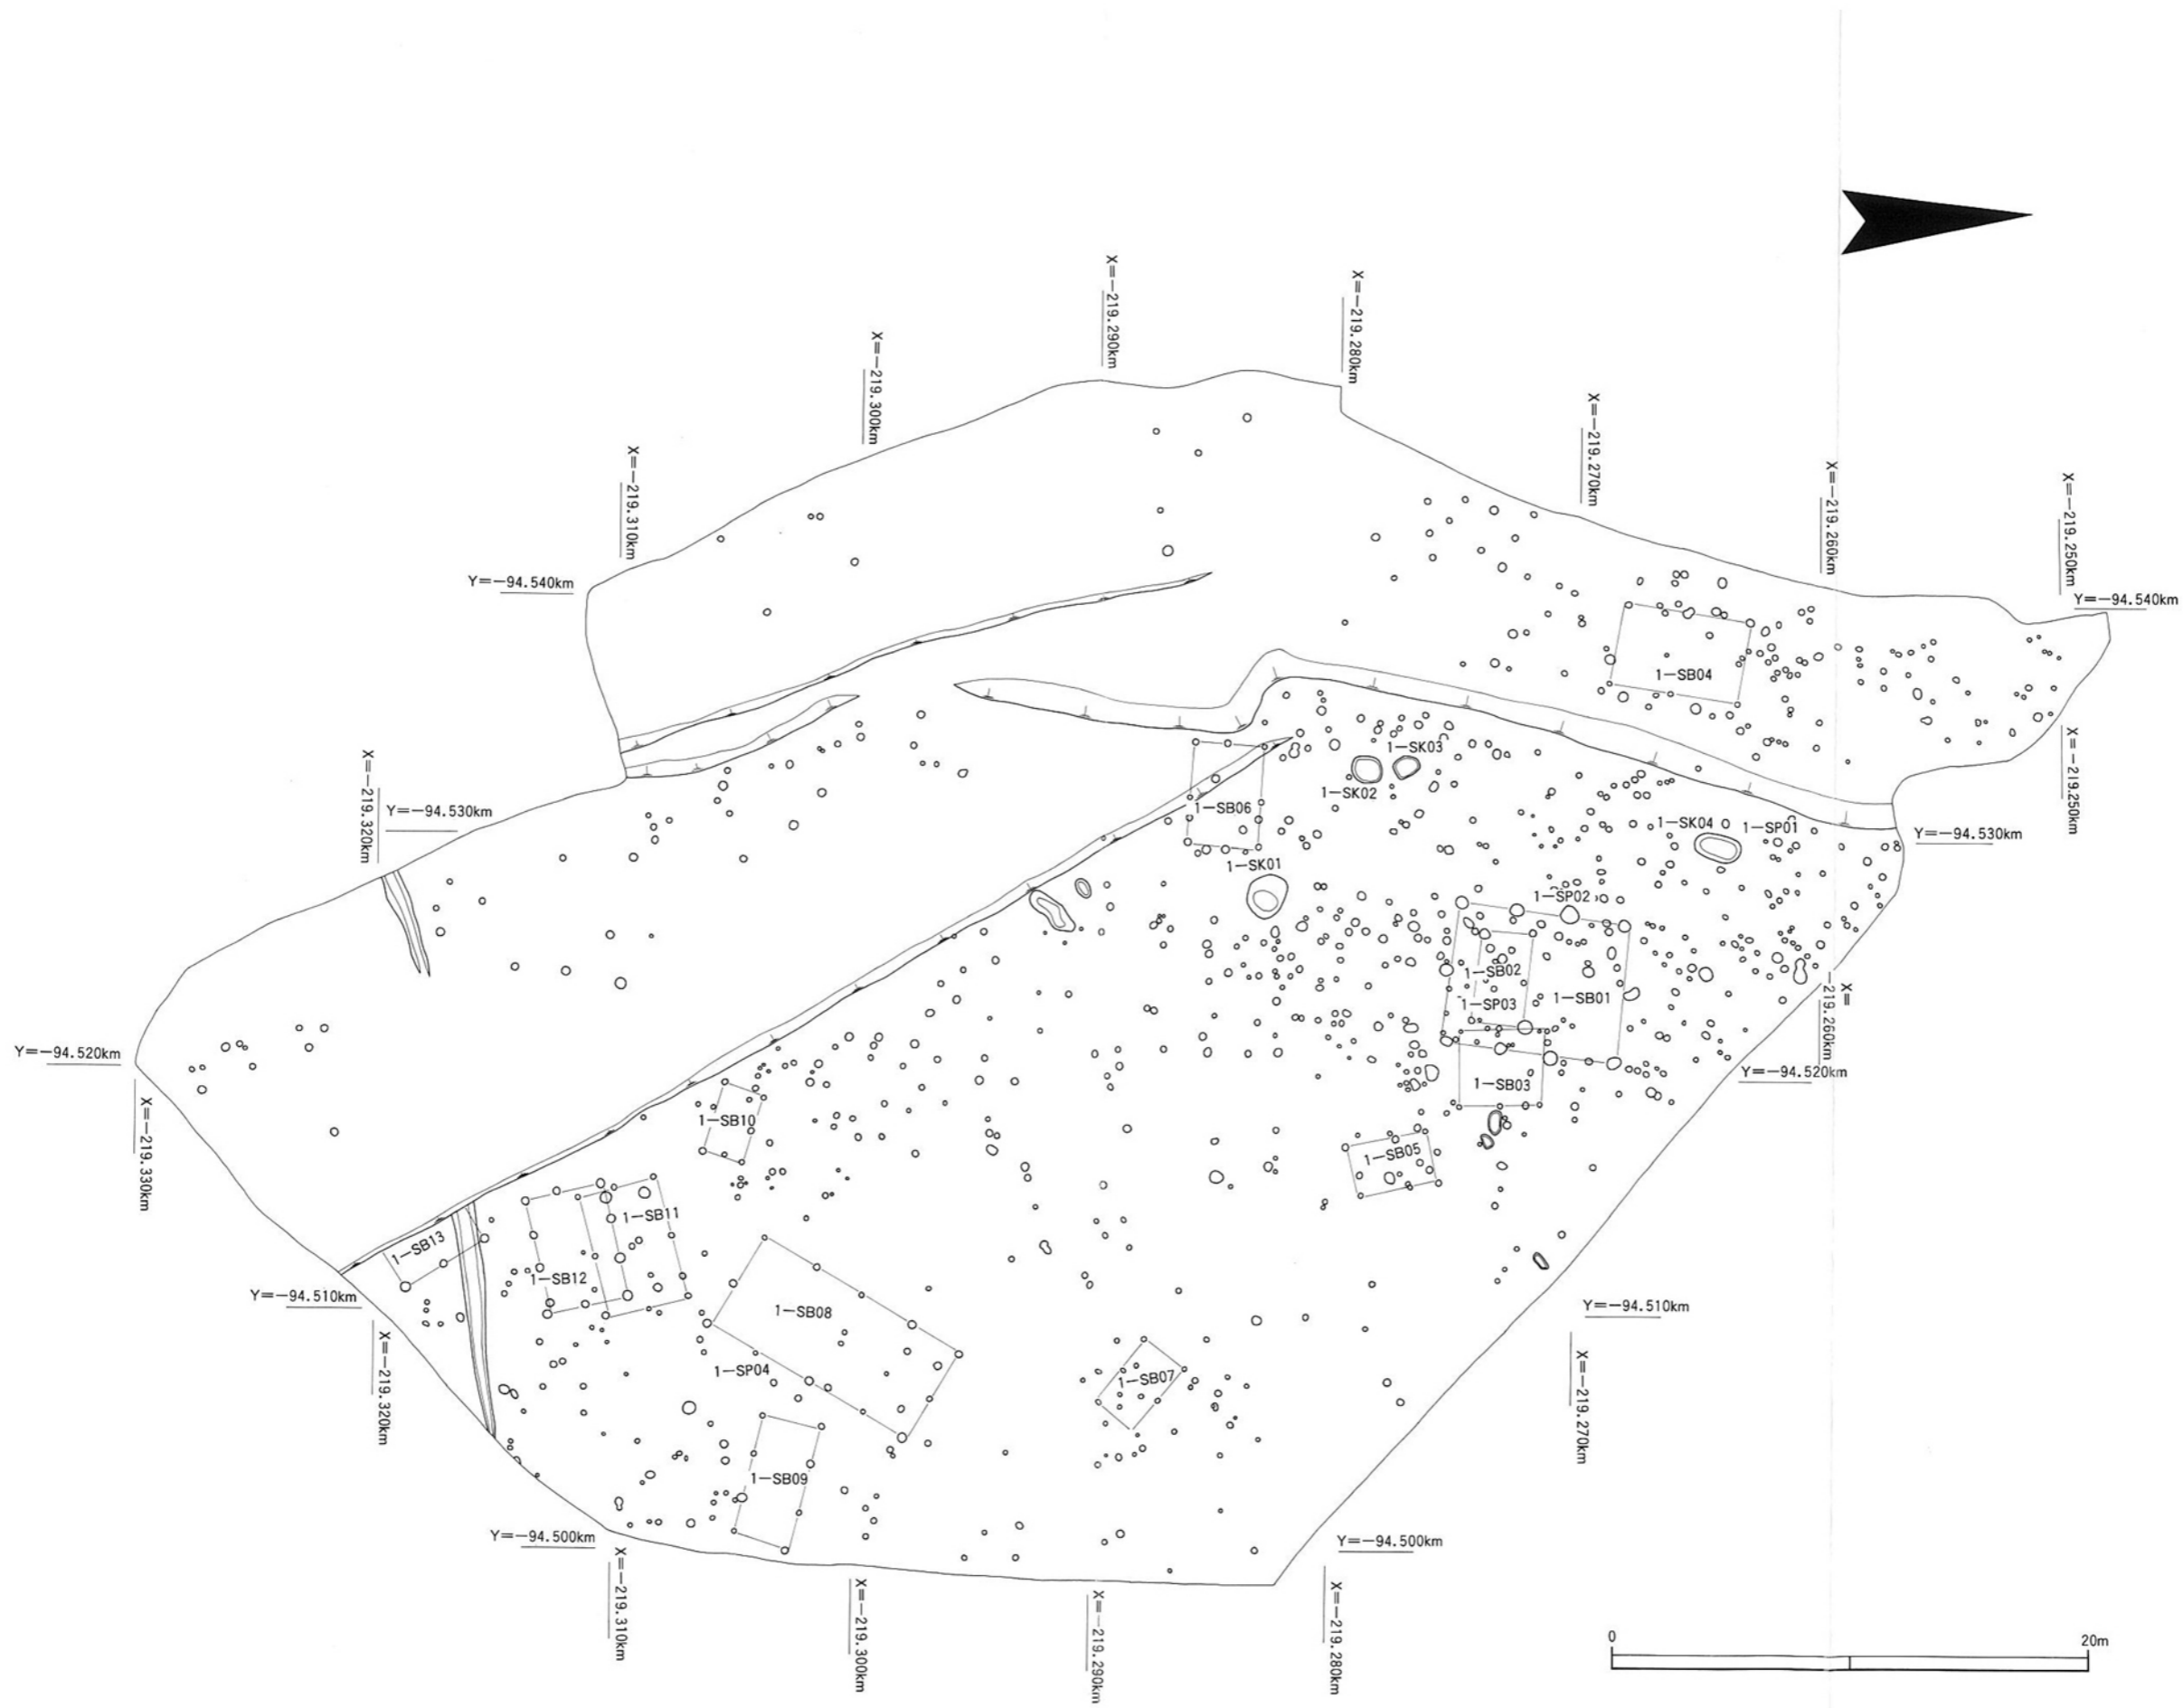 X=-219.290km
X=-219.280km
X=-219.300km
X=-219.270km
X=-219.310km
X=-219.260km
X=-219.250km
Y=-94.540km
Y=-94.540km
1-SB04
X=-219.320km
Y=-94.530km
X=-219.250km
1-SK03
1-SK02
1-SB06
1-SK04
1-SP01
Y=-94.530km
1-SK01
1-SP02
1-SB02
1-SP03
1-SB01
X=-219.260km
Y=-94.520km
Y=-94.520km
1-SB03
X=-219.330km
1-SB10
1-SB05
1-SB11
1-SB13
1-SB12
Y=-94.510km
1-SB08
Y=-94.510km
X=-219.320km
1-SP04
1-SB07
X=-219.270km
1-SB09
Y=-94.500km
Y=-94.500km
X=-219.310km
X=-219.300km
X=-219.290km
X=-219.280km
0
20m